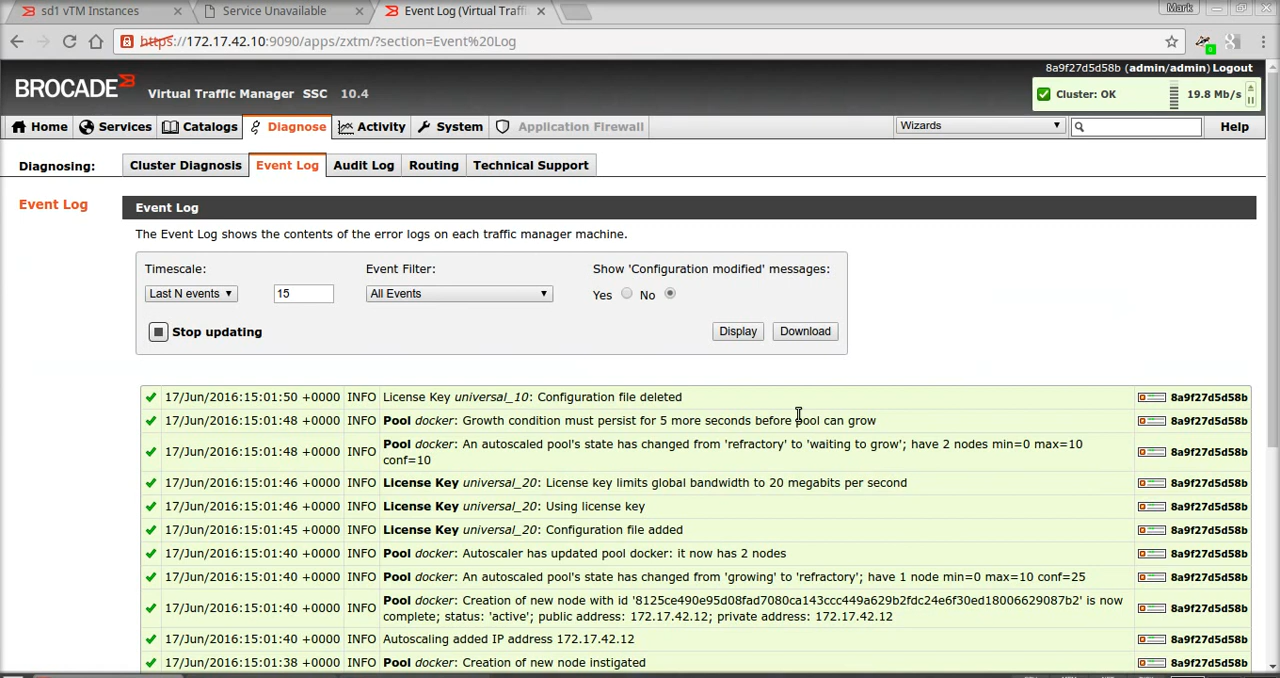 sd1 vTM Instances
Service Unavailable
Event Log (Virtual Traffi
Mark
https://172.17.42.10:9090/apps/zxtm/?section=Event%20Log
0
8a9f27d5d58b (admin/admin) Logout
BROCADE
Virtual Traffic Manager SSC 10.4
Cluster: OK
19.8 Mb/s
Home
Services
Catalogs
Diagnose
Activity
System
Application Firewall
Wizards
Help
Diagnosing:
Cluster Diagnosis
Event Log
Audit Log
Routing
Technical Support
Event Log
Event Log
The Event Log shows the contents of the error logs on each traffic manager machine.
Timescale:
Event Filter:
Show 'Configuration modified' messages:
Last N events
15
All Events
Yes
No
Stop updating
Display
Download
17/Jun/2016:15:01:50 +0000 INFO License Key universal_10: Configuration file deleted 8a9f27d5d58b
17/Jun/2016:15:01:48 +0000 INFO Pool docker: Growth condition must persist for 5 more seconds before pool can grow 8a9f27d5d58b
17/Jun/2016:15:01:48 +0000 INFO Pool docker: An autoscaled pool's state has changed from 'refractory' to 'waiting to grow'; have 2 nodes min=0 max=10 8a9f27d5d58b
conf=10
17/Jun/2016:15:01:46 +0000 INFO License Key universal_20: License key limits global bandwidth to 20 megabits per second 8a9f27d5d58b
17/Jun/2016:15:01:46 +0000 INFO License Key universal_20: Using license key 8a9f27d5d58b
17/Jun/2016:15:01:45 +0000 INFO License Key universal_20: Configuration file added 8a9f27d5d58b
17/Jun/2016:15:01:40 +0000 INFO Pool docker: Autoscaler has updated pool docker: it now has 2 nodes 8a9f27d5d58b
17/Jun/2016:15:01:40 +0000 INFO Pool docker: An autoscaled pool's state has changed from 'growing' to 'refractory'; have 1 node min=0 max=10 conf=25 8a9f27d5d58b
17/Jun/2016:15:01:40 +0000 INFO Pool docker: Creation of new node with id '8125ce490e95d08fad7080ca143ccc449a629b2fdc24e6f30ed18006629087b2' is now 8a9f27d5d58b
complete; status: 'active'; public address: 172.17.42.12; private address: 172.17.42.12
17/Jun/2016:15:01:40 +0000 INFO Autoscaling added IP address 172.17.42.12 8a9f27d5d58b
17/Jun/2016:15:01:38 +0000 INFO Pool docker: Creation of new node instigated 8a9f27d5d58b